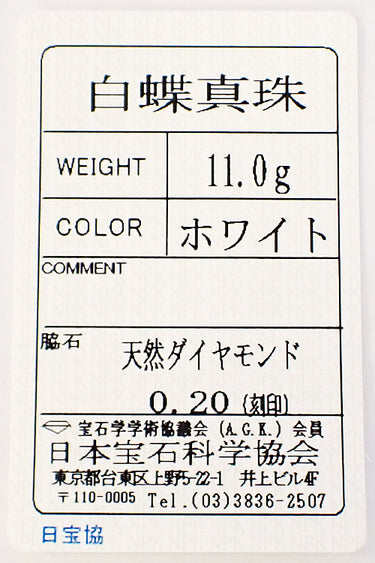 白蝶真珠
WEIGHT 11.0g
COLOR ホワイト
COMMENT
脇石 天然ダイヤモンド
0.20 (刻印)
宝石学学術協議会 (A.G.K.) 会員
日本宝石科学協会
東京都台東区上野5-22-1 井上ビル4F
〒110-0005 Tel.(03)3836-2507
日宝協